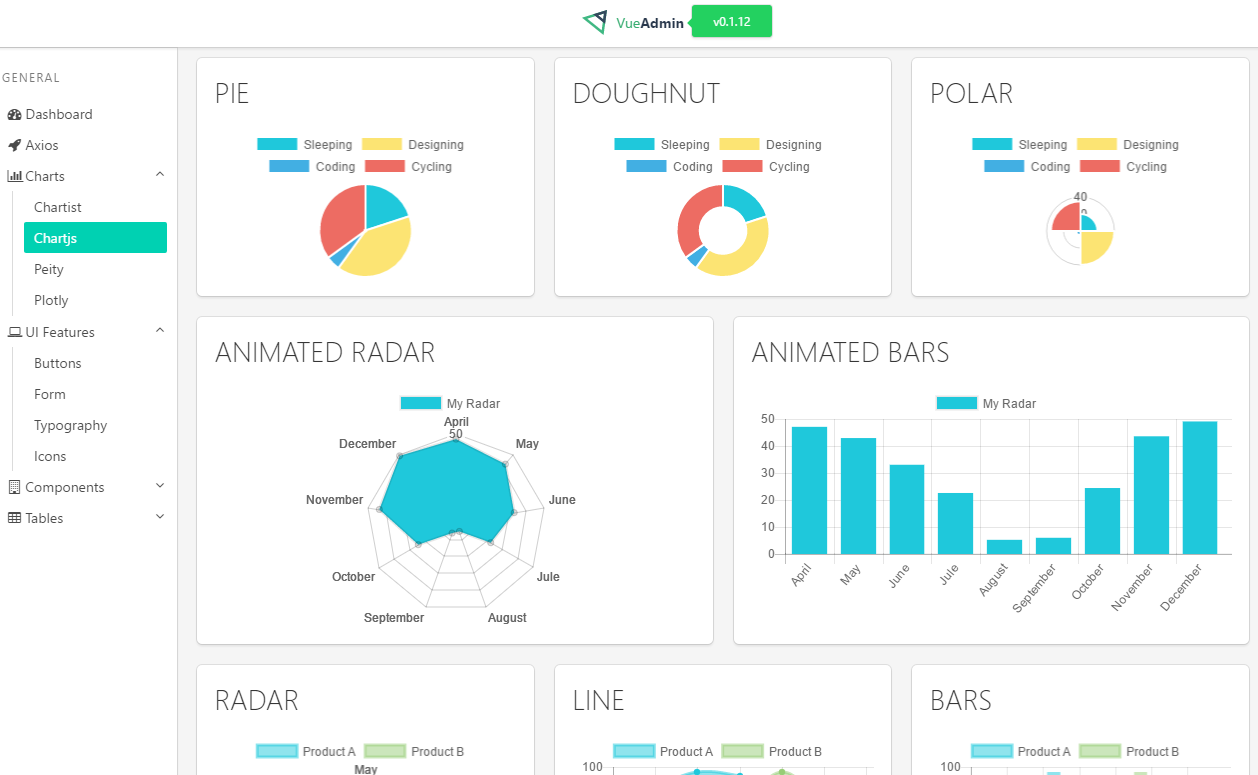 VueAdmin v0.1.12
GENERAL
Dashboard
Axios
Charts
Chartist
Chartjs
Peity
Plotly
UI Features
Buttons
Form
Typography
Icons
Components
Tables
PIE
Sleeping Designing
Coding Cycling
DOUGHNUT
Sleeping Designing
Coding Cycling
POLAR
Sleeping Designing
Coding Cycling
40
ANIMATED RADAR
My Radar
April
50
May
June
Jule
August
September
October
November
December
ANIMATED BARS
My Radar
50
40
30
20
10
0
April
May
June
Jule
August
September
October
November
December
RADAR
Product A Product B
May
LINE
Product A Product B
100
BARS
Product A Product B
100